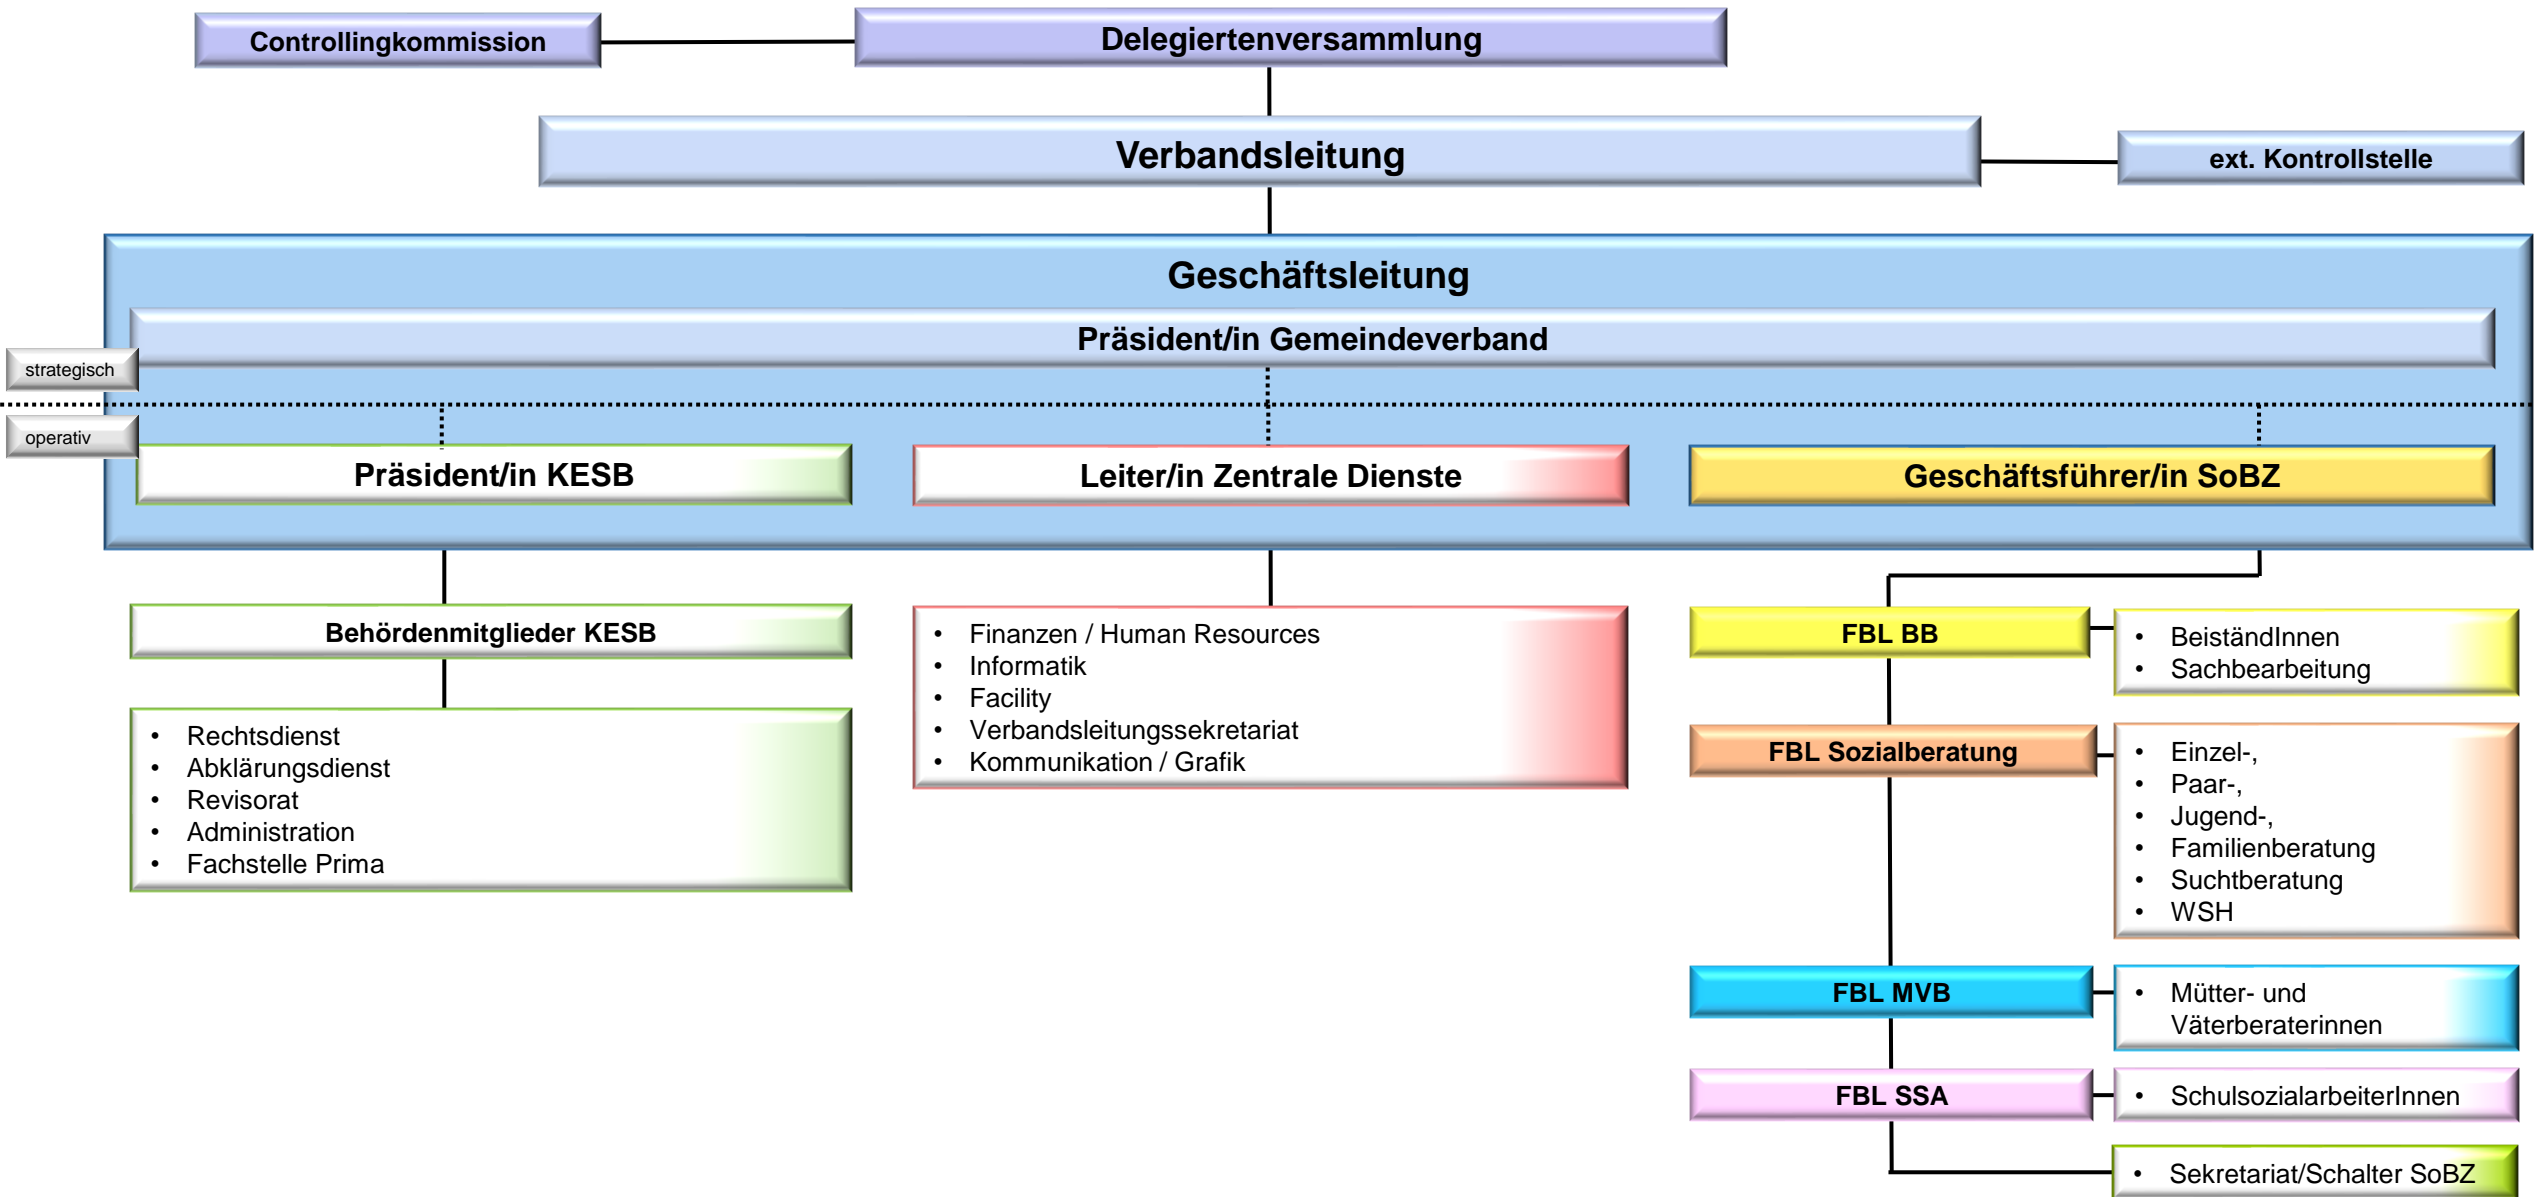 Controllingkommission
Delegiertenversammlung
Verbandsleitung
ext. Kontrollstelle
Geschäftsleitung
Präsident/in Gemeindeverband
strategisch
operativ
Präsident/in KESB
Leiter/in Zentrale Dienste
Geschäftsführer/in SoBZ
Behördenmitglieder KESB
• Rechtsdienst
• Abklärungsdienst
• Revisorat
• Administration
• Fachstelle Prima
• Finanzen / Human Resources
• Informatik
• Facility
• Verbandsleitungssekretariat
• Kommunikation / Grafik
FBL BB
• BeiständInnen
• Sachbearbeitung
FBL Sozialberatung
• Einzel-,
• Paar-,
• Jugend-,
• Familienberatung
• Suchtberatung
• WSH
FBL MVB
• Mütter- und
Väterberaterinnen
FBL SSA
• SchulsozialarbeiterInnen
• Sekretariat/Schalter SoBZ